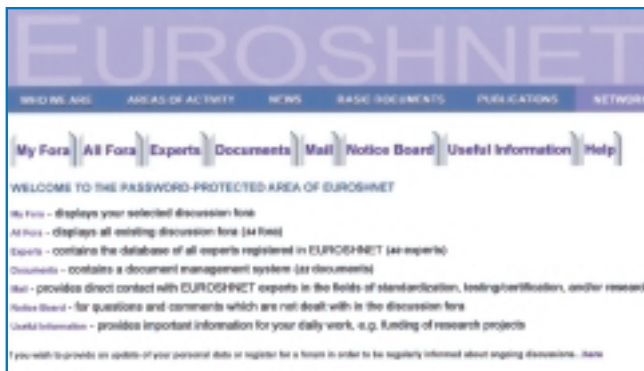 EUROSHNET
WHO WE ARE AREAS OF ACTIVITY NEWS BASIC DOCUMENTS PUBLICATIONS NETWOR
My Fora All Fora Experts Documents Mail Notice Board Useful Information Help
WELCOME TO THE PASSWORD-PROTECTED AREA OF EUROSHNET
My Fora - displays your selected discussion fora
All Fora - displays all existing discussion fora ( fora)
Experts - contains the database of all experts registered in EUROSHNET ( experts)
Documents - contains a document management system ( documents)
Mail - provides direct contact with EUROSHNET experts in the fields of standardization, testing/certification, and/or research
Notice Board - for questions and comments which are not dealt with in the discussion fora
Useful Information - provides important information for your daily work, e.g. funding of research projects
f you wish to provide an update of your personal data or register for a forum in order to be regularly informed about ongoing discussions...here